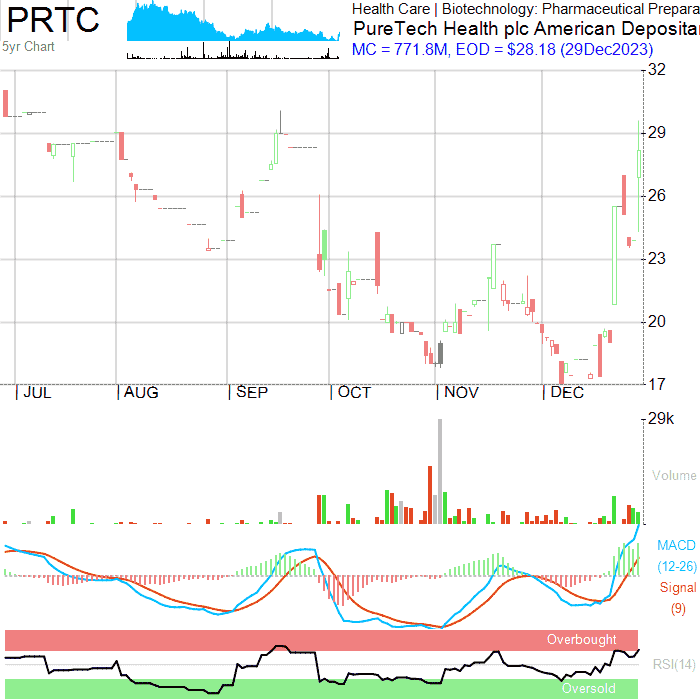 PRTC
5yr Chart
Health Care | Biotechnology: Pharmaceutical Prepara
PureTech Health plc American Depositar
MC = 771.8M, EOD = $28.18 (29Dec2023)
32
29
26
23
20
17
JUL
AUG
SEP
OCT
NOV
DEC
29k
Volume
MACD
(12-26)
Signal
(9)
Overbought
RSI(14)
Oversold